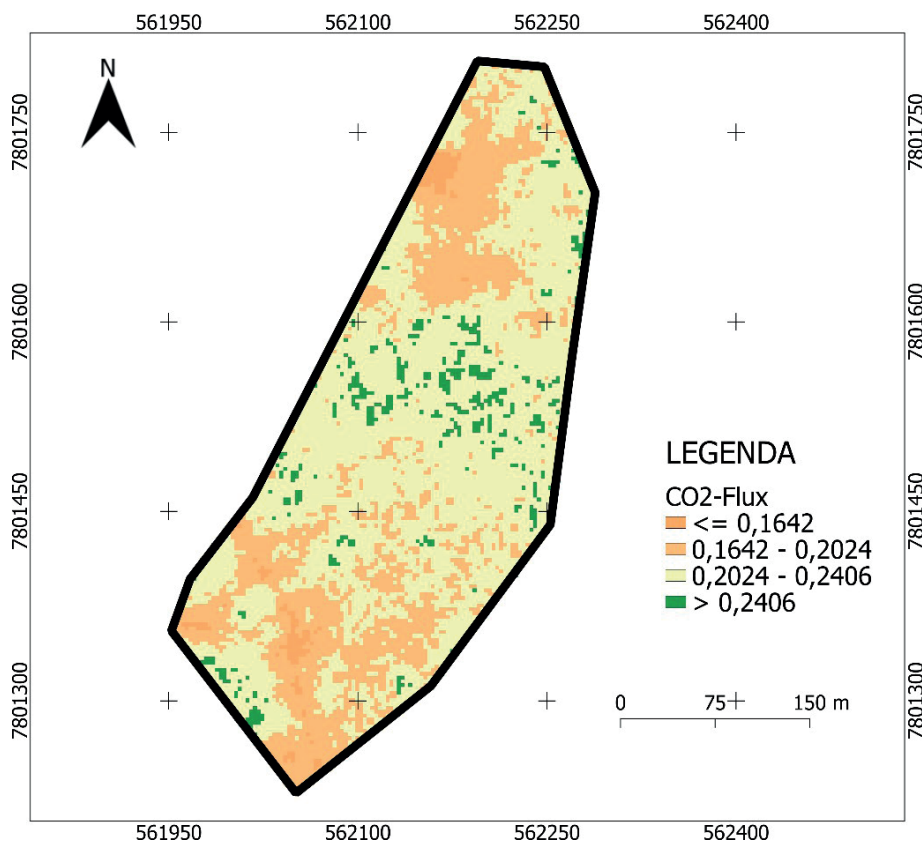 561950 562100 562250 562400
N
7801750 7801750
7801600 7801600
7801450 7801450
7801300 7801300
LEGENDA
CO2-Flux
<= 0,1642
0,1642 - 0,2024
0,2024 - 0,2406
> 0,2406
0 75 150 m
561950 562100 562250 562400